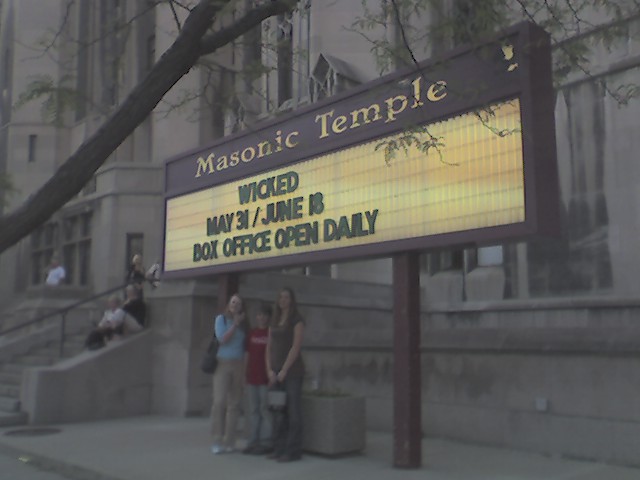 Masonic Temple
WICKED
MAY 31 / JUNE 18
BOX OFFICE OPEN DAILY